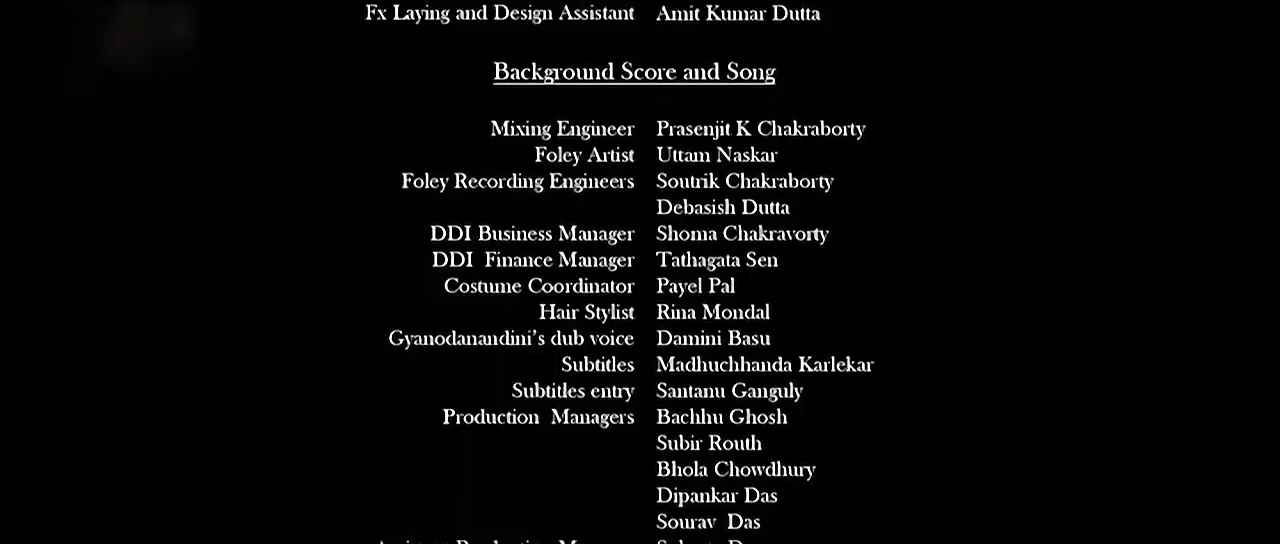 Fx Laying and Design Assistant Amit Kumar Dutta
Background Score and Song
Mixing Engineer Prasenjit K Chakraborty
Foley Artist Uttam Naskar
Foley Recording Engineers Soutrik Chakraborty
Debasish Dutta
DDI Business Manager Shoma Chakravorty
DDI Finance Manager Tathagata Sen
Costume Coordinator Payel Pal
Hair Stylist Rina Mondal
Gyanodanandini's dub voice Damini Basu
Subtitles Madhuchhanda Karlekar
Subtitles entry Santanu Ganguly
Production Managers Bachhu Ghosh
Subir Routh
Bhola Chowdhury
Dipankar Das
Sourav Das